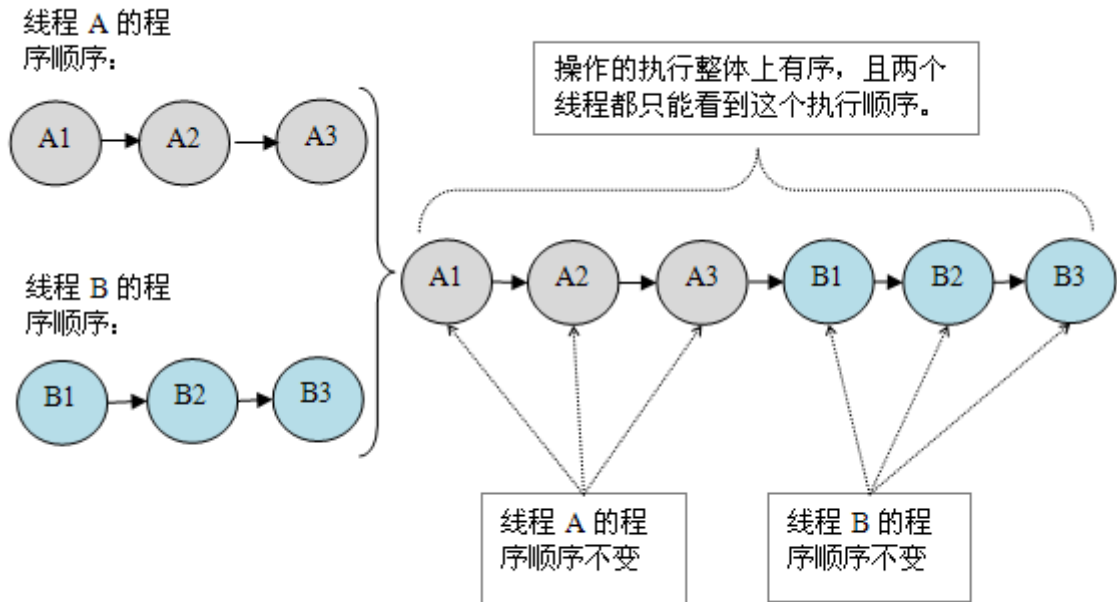 线程 A 的程
序顺序：
操作的执行整体上有序，且两个
线程都只能看到这个执行顺序。
A1 A2 A3
A1 A2 A3 B1 B2 B3
线程 B 的程
序顺序：
B1 B2 B3
线程 A 的程
序顺序不变
线程 B 的程
序顺序不变